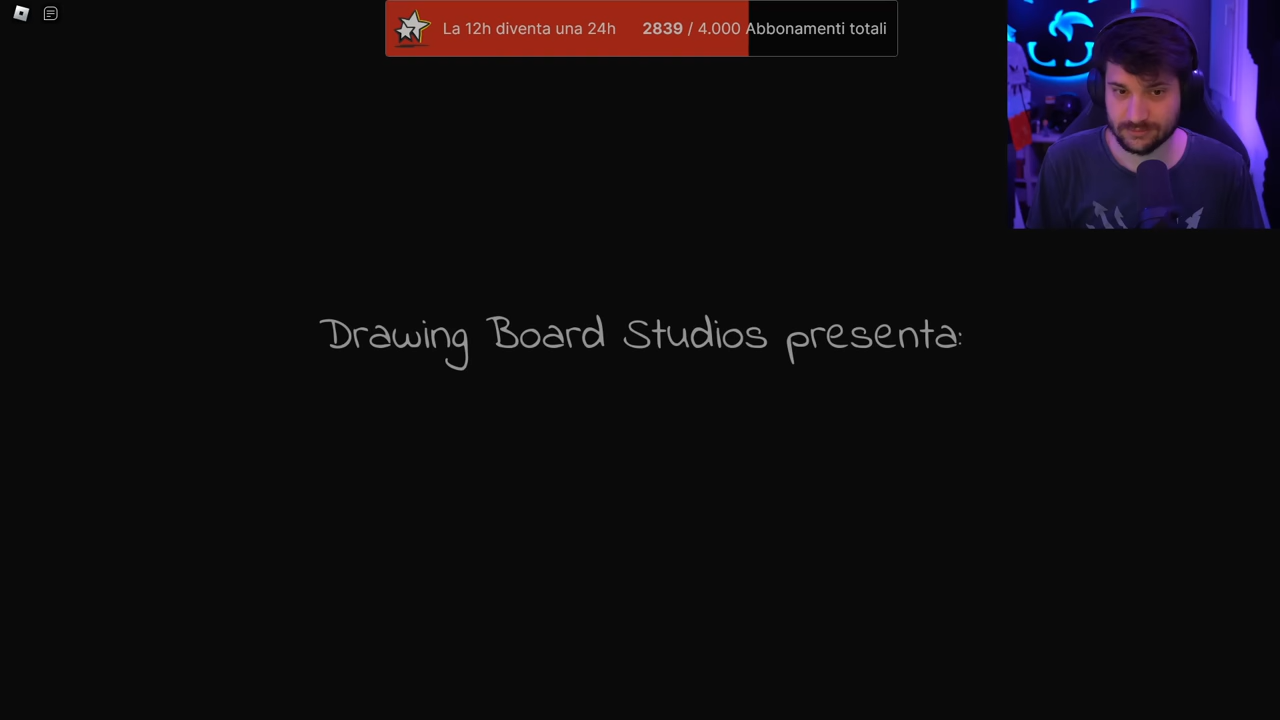 La 12h diventa una 24h 2839 / 4.000 Abbonamenti totali
Drawing Board Studios presenta: